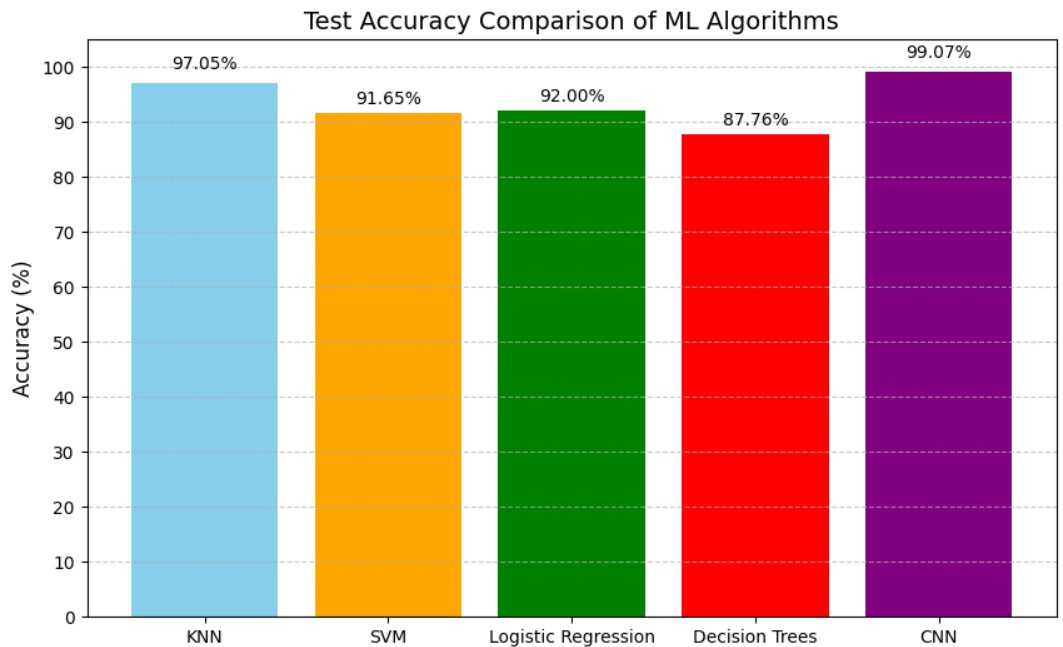 Test Accuracy Comparison of ML Algorithms
97.05%
91.65%
92.00%
87.76%
99.07%
Accuracy (%)
100
90
80
70
60
50
40
30
20
10
0
KNN
SVM
Logistic Regression
Decision Trees
CNN